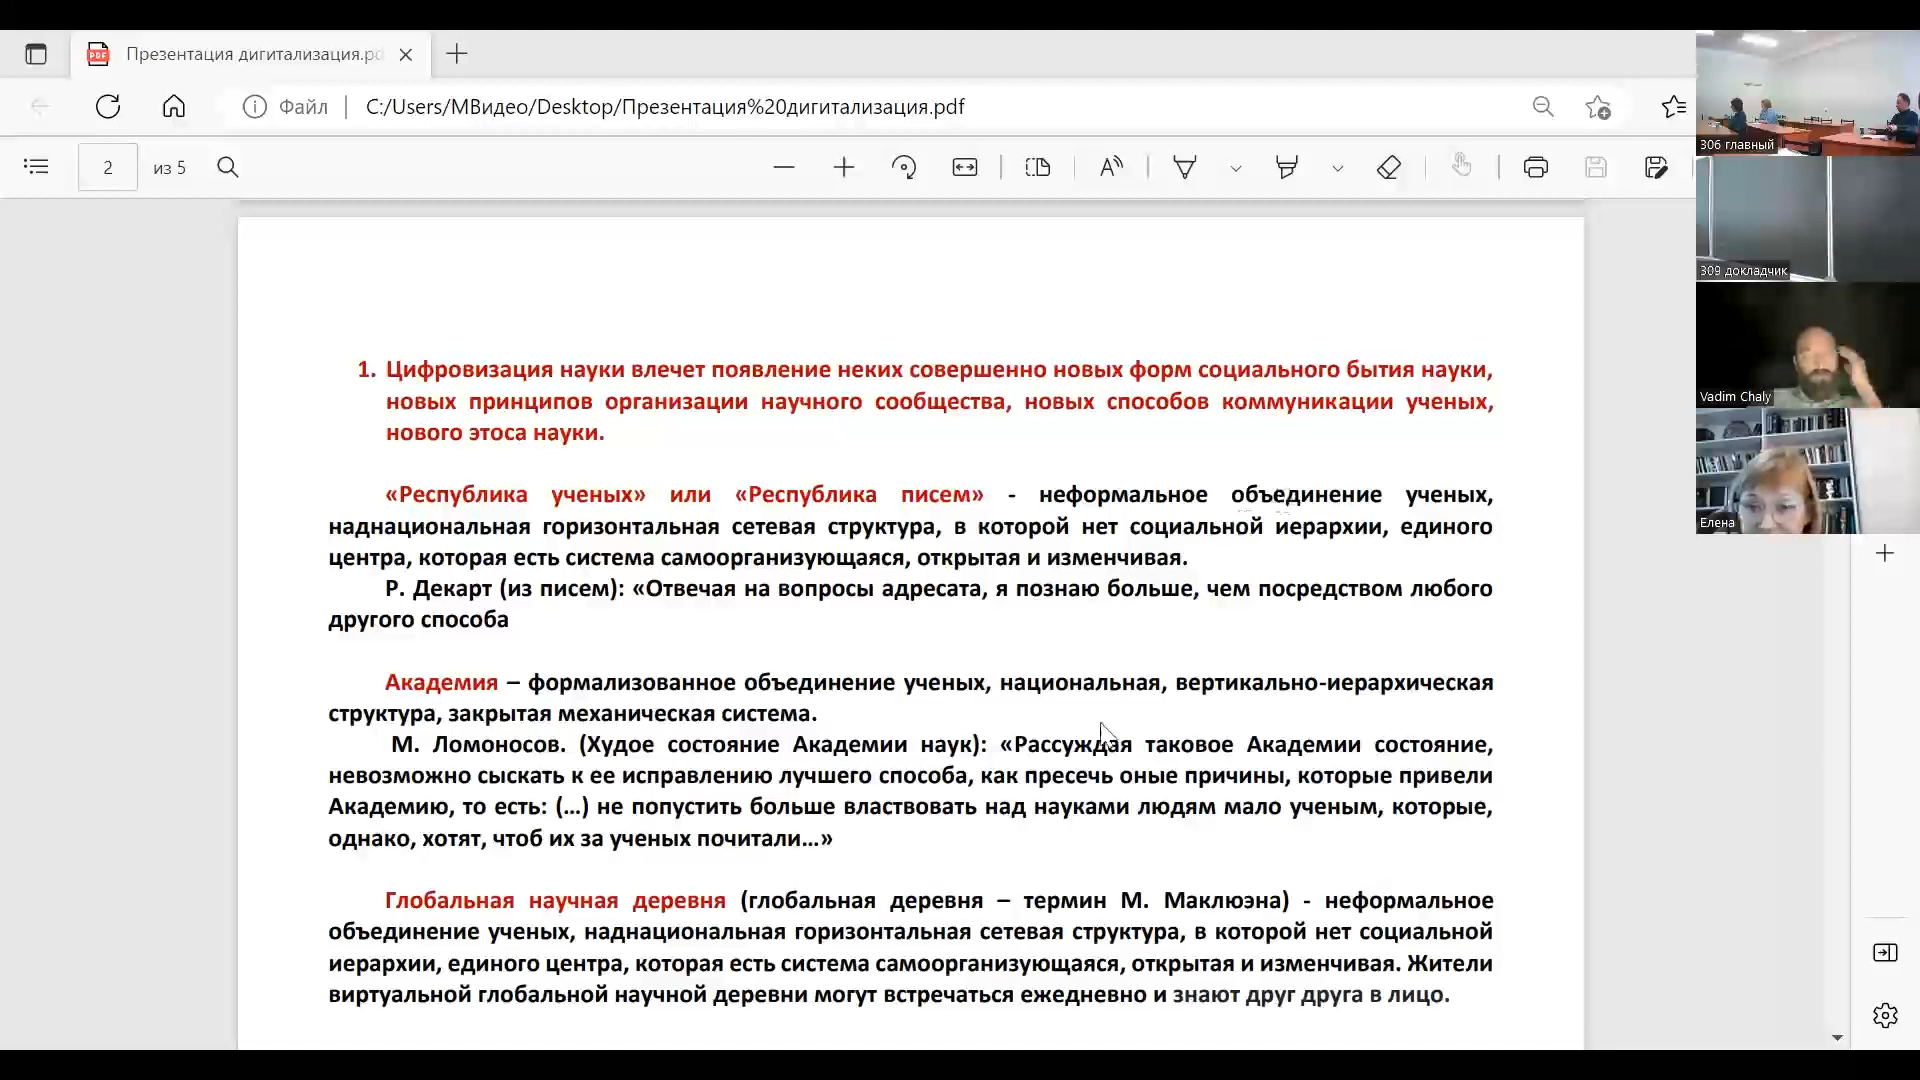 Презентация дигитализация.pd
Файл
C:/Users/МВидео/Desktop/Презентация%20дигитализация.pdf
2 из 5
306 главный
309 докладчик
Vadim Chaly
Елена
1. Цифровизация науки влечет появление неких совершенно новых форм социального бытия науки,
новых принципов организации научного сообщества, новых способов коммуникации ученых,
нового этоса науки.
«Республика ученых» или «Республика писем» - неформальное объединение ученых,
наднациональная горизонтальная сетевая структура, в которой нет социальной иерархии, единого
центра, которая есть система самоорганизующаяся, открытая и изменчивая.
Р. Декарт (из писем): «Отвечая на вопросы адресата, я познаю больше, чем посредством любого
другого способа
Академия – формализованное объединение ученых, национальная, вертикально-иерархическая
структура, закрытая механическая система.
М. Ломоносов. (Худое состояние Академии наук): «Рассуждая таковое Академии состояние,
невозможно сыскать к ее исправлению лучшего способа, как пресечь оные причины, которые привели
Академию, то есть: (…) не попустить больше властвовать над науками людям мало ученым, которые,
однако, хотят, чтоб их за ученых почитали…»
Глобальная научная деревня (глобальная деревня – термин М. Маклюэна) - неформальное
объединение ученых, наднациональная горизонтальная сетевая структура, в которой нет социальной
иерархии, единого центра, которая есть система самоорганизующаяся, открытая и изменчивая. Жители
виртуальной глобальной научной деревни могут встречаться ежедневно и знают друг друга в лицо.